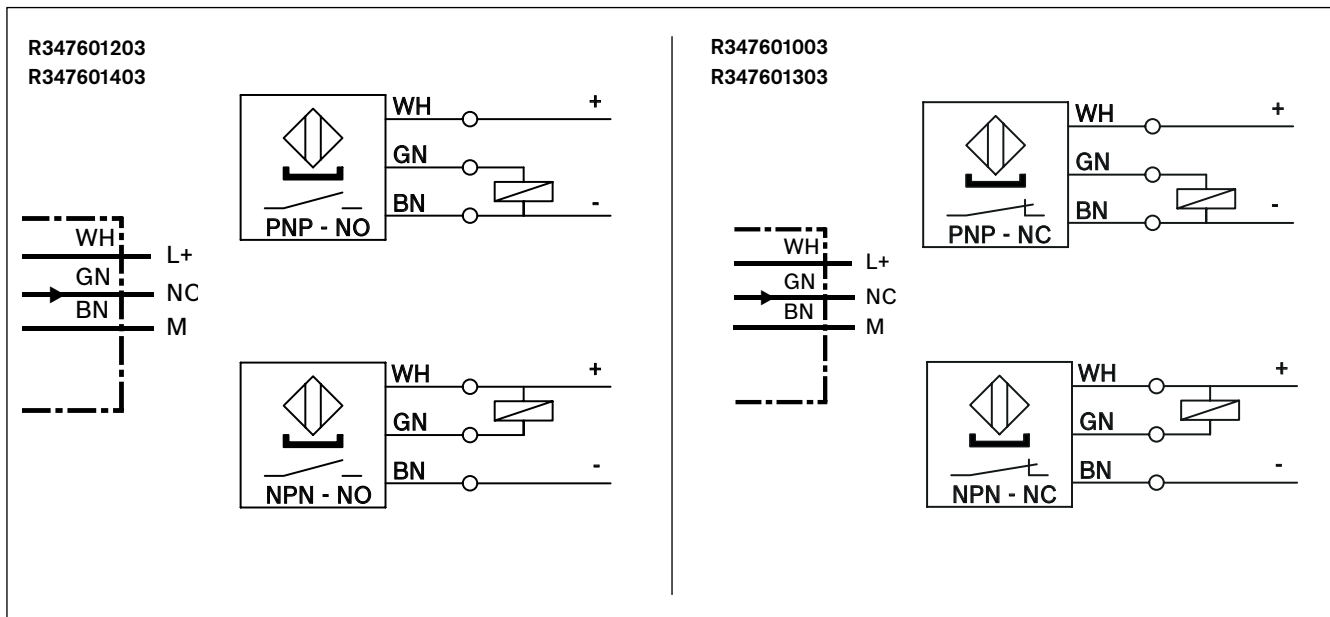 R347601203
R347601403
WH
+
GN
BN
-
PNP - NO
WH
L+
GN
BN
M
WH
+
GN
BN
-
NPN - NO
R347601003
R347601303
WH
+
GN
BN
-
PNP - NC
WH
L+
GN
NC
BN
M
WH
+
GN
BN
-
NPN - NC